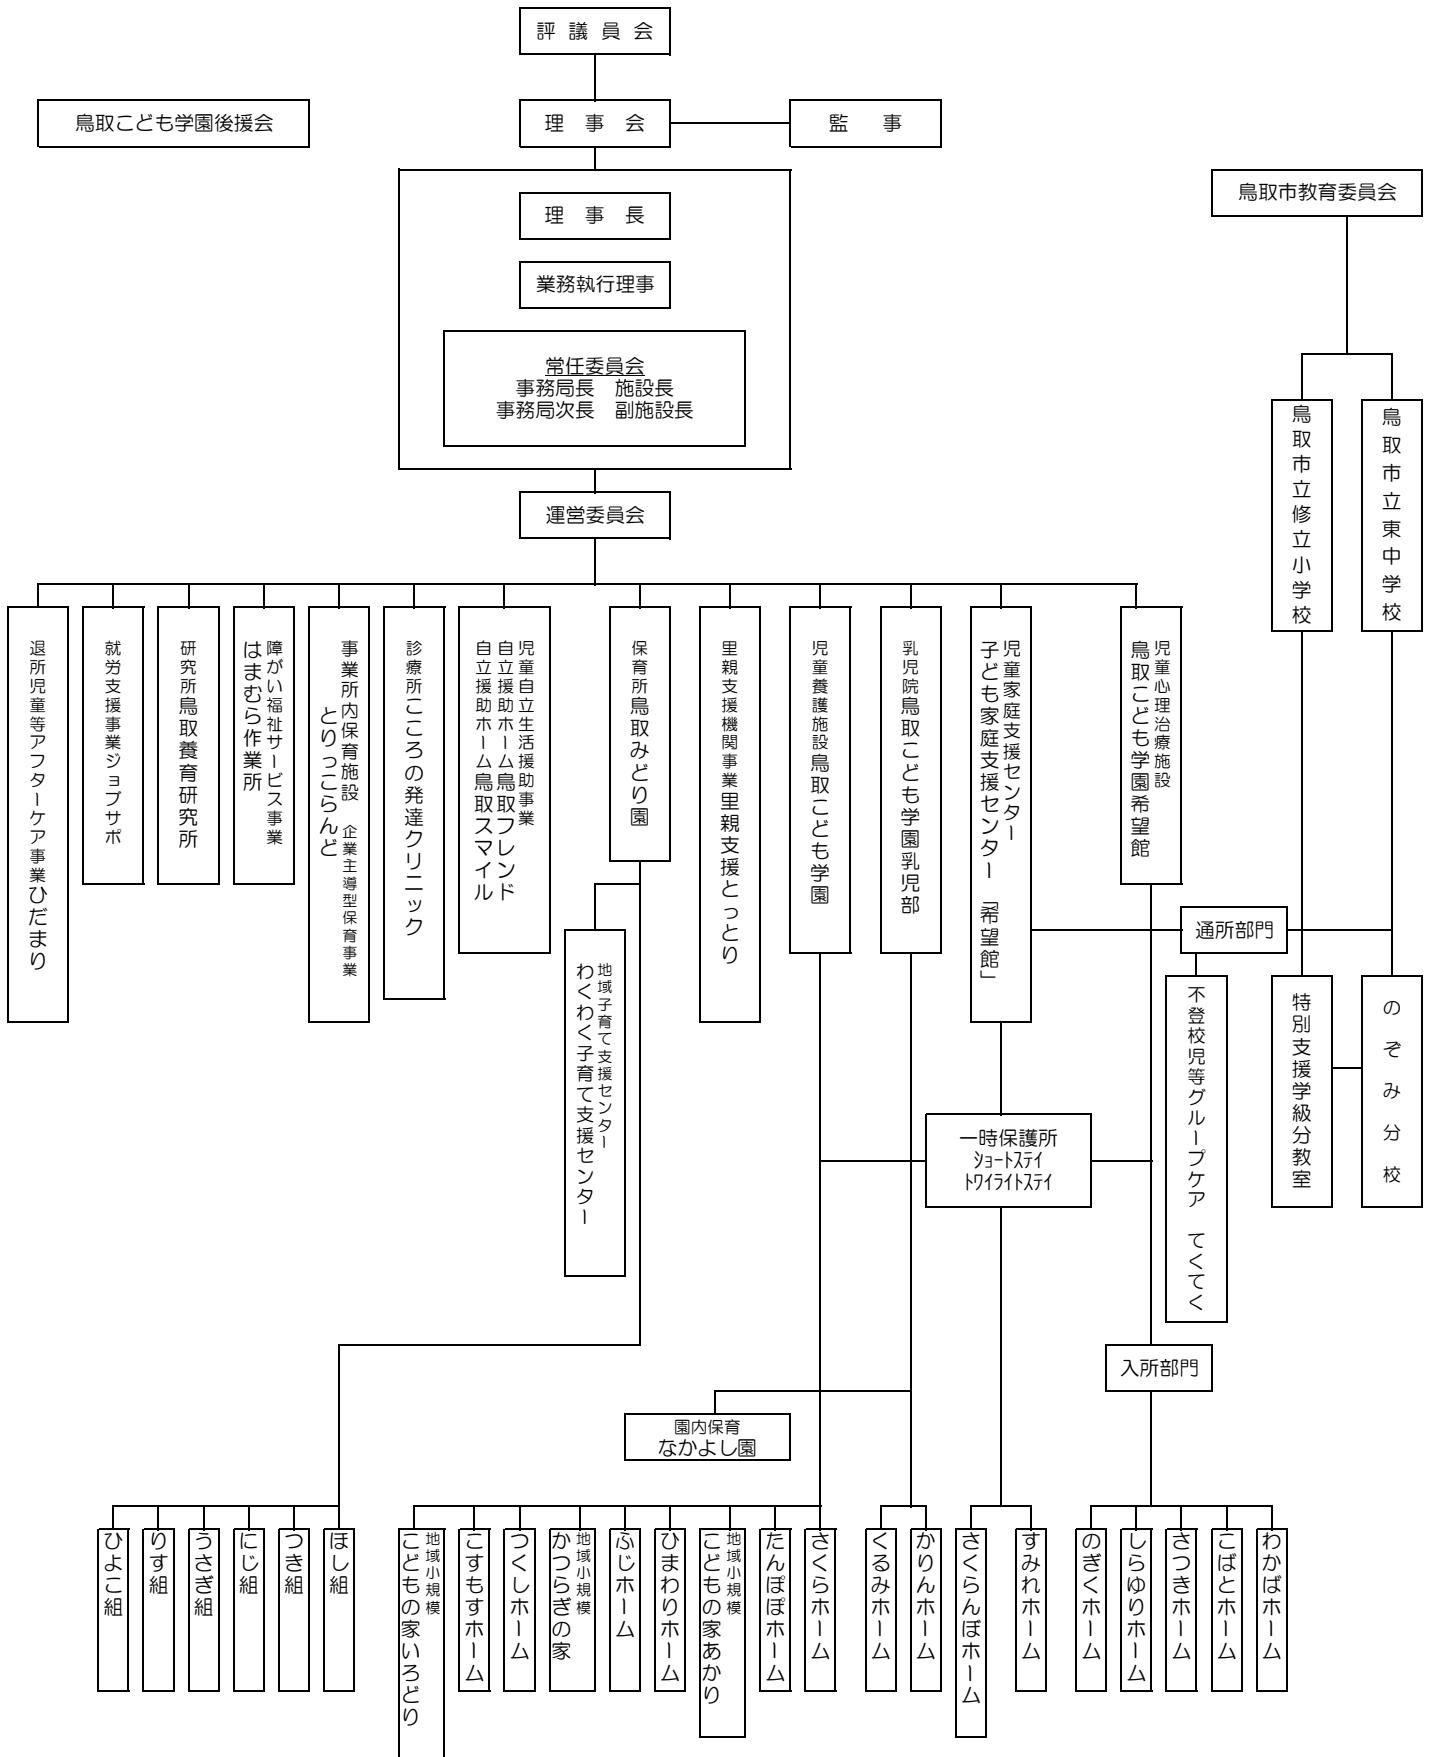 評議員会
鳥取こども学園後援会
理事会
監　事
鳥取市教育委員会
理事長
業務執行理事
常任委員会
事務局長　施設長
事務局次長　副施設長
運営委員会
鳥取市立修立小学校
鳥取市立東中学校
退所児童等アフターケア事業ひだまり
就労支援事業ジョブサポ
研究所鳥取養育研究所
障がい福祉サービス事業
はまむら作業所
事業所内保育施設　企業主導型保育事業
とりっこらんど
診療所こころの発達クリニック
児童自立生活援助事業
自立援助ホーム鳥取フレンド
自立援助ホーム鳥取スマイル
保育所鳥取みどり園
里親支援機関事業里親支援とっとり
児童養護施設鳥取こども学園
乳児院鳥取こども学園乳児部
児童家庭支援センター
子ども家庭支援センター「希望館」
児童心理治療施設
鳥取こども学園希望館
通所部門
地域子育て支援センター
わくわく子育て支援センター
不登校児等グループケア　てくてく
特別支援学級分教室
のぞみ分校
一時保護所
ショートステイ
トワイライトステイ
入所部門
園内保育
なかよし園
ひよこ組
りす組
うさぎ組
にじ組
つき組
ほし組
地域小規模
こどもの家いろどり
こすもすホーム
つくしホーム
地域小規模
かつらぎの家
ふじホーム
ひまわりホーム
地域小規模
こどもの家あかり
たんぽぽホーム
さくらホーム
くるみホーム
かりんホーム
さくらんぼホーム
すみれホーム
のぎくホーム
しらゆりホーム
さつきホーム
こばとホーム
わかばホーム